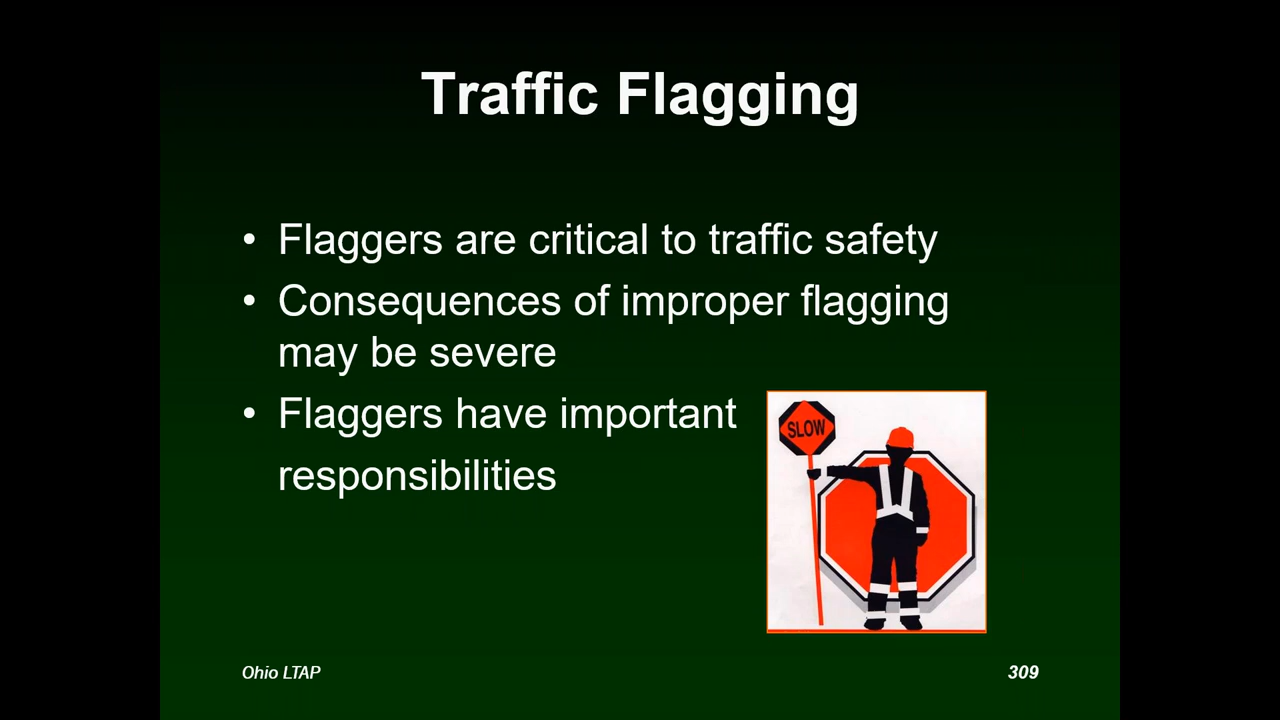 Traffic Flagging
• Flaggers are critical to traffic safety
• Consequences of improper flagging
may be severe
• Flaggers have important
responsibilities
SLOW
Ohio LTAP
309